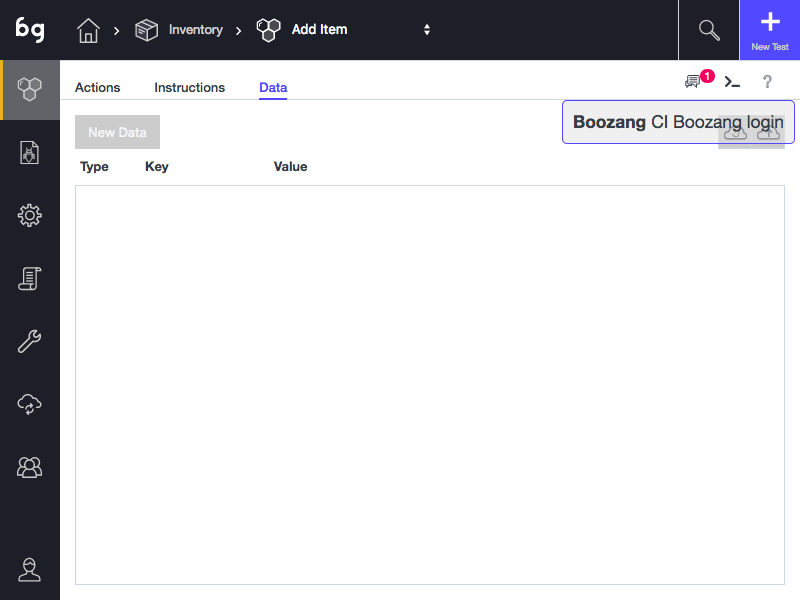 bg
Inventory
Add Item
New Test
Actions
Instructions
Data
1
>_
?
New Data
Boozang CI Boozang login
Type
Key
Value